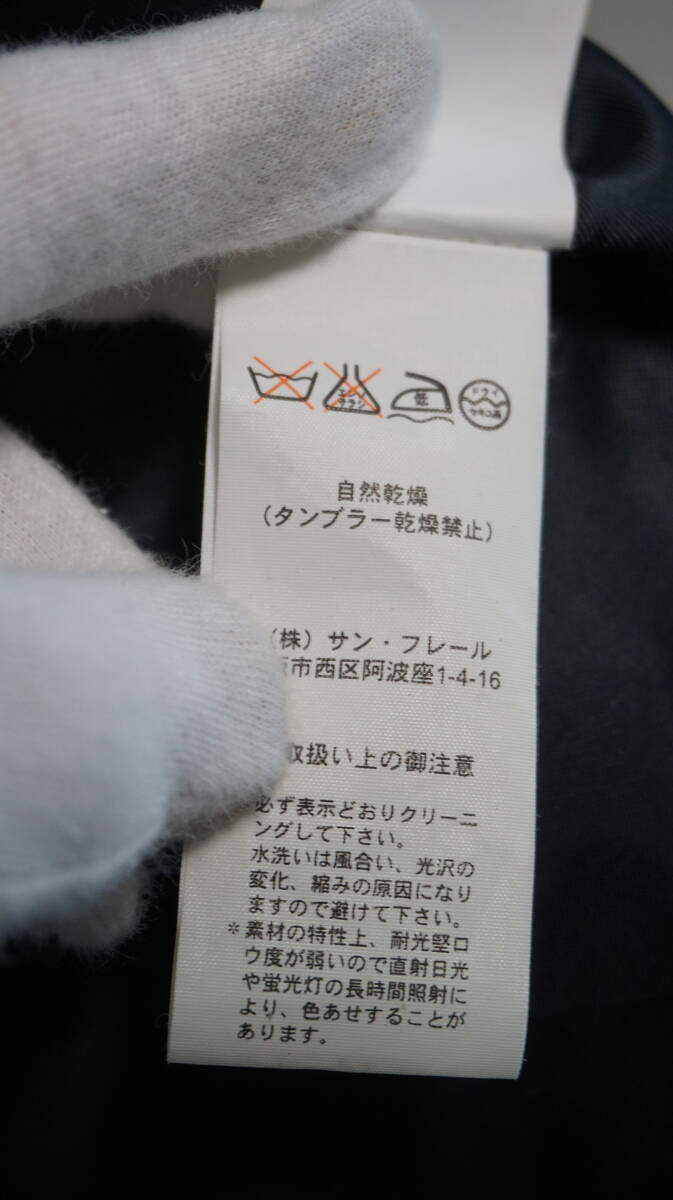 エンソ
サラシ
低
ドライ
セキユ系
自然乾燥
(タンブラー乾燥禁止)
(株) サン・フレール
市西区阿波座1-4-16
取扱い上の御注意
必ず表示どおりクリーニ
ングして下さい。
水洗いは風合い、光沢の
変化、縮みの原因になり
ますので避けて下さい。
*素材の特性上、耐光堅ロ
ウ度が弱いので直射日光
や蛍光灯の長時間照射に
より、色あせすることが
あります。